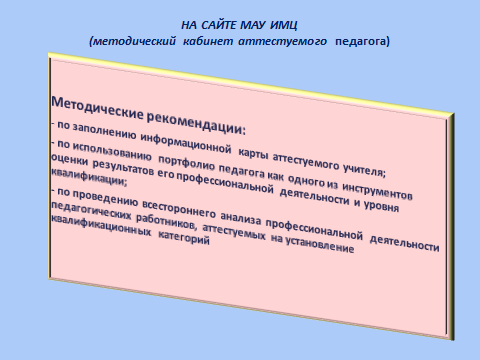 НА САЙТЕ МАУ ИМЦ
(методический кабинет аттестуемого педагога)
Методические рекомендации:
- по заполнению информационной карты аттестуемого учителя;
- по использованию портфолио педагога как одного из инструментов
оценки результатов его профессиональной деятельности и уровня
квалификации;
- по проведению всестороннего анализа профессиональной деятельности
педагогических работников, аттестуемых на установление
квалификационных категорий